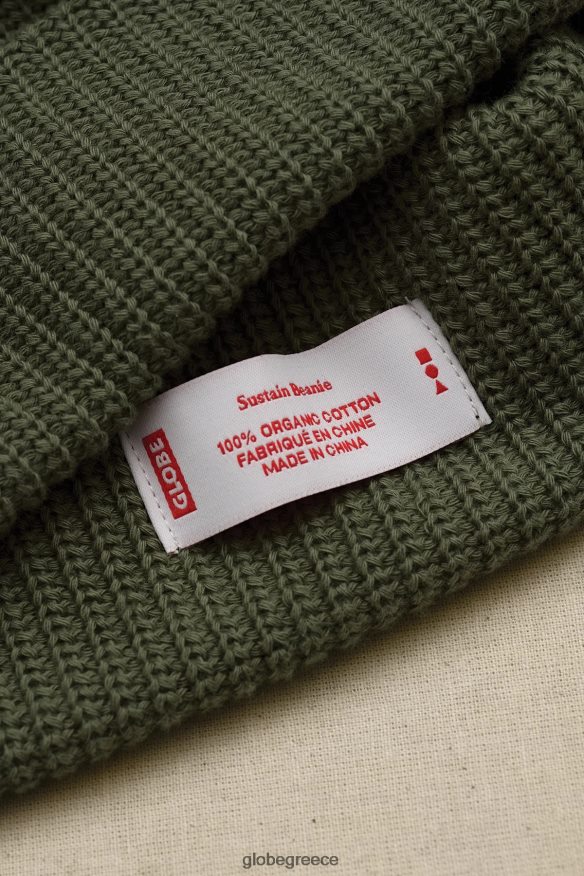 Sustain Beanie
100% ORGANIC COTTON
FABRIQUÉ EN CHINE
MADE IN CHINA
GLOBE
globegreece